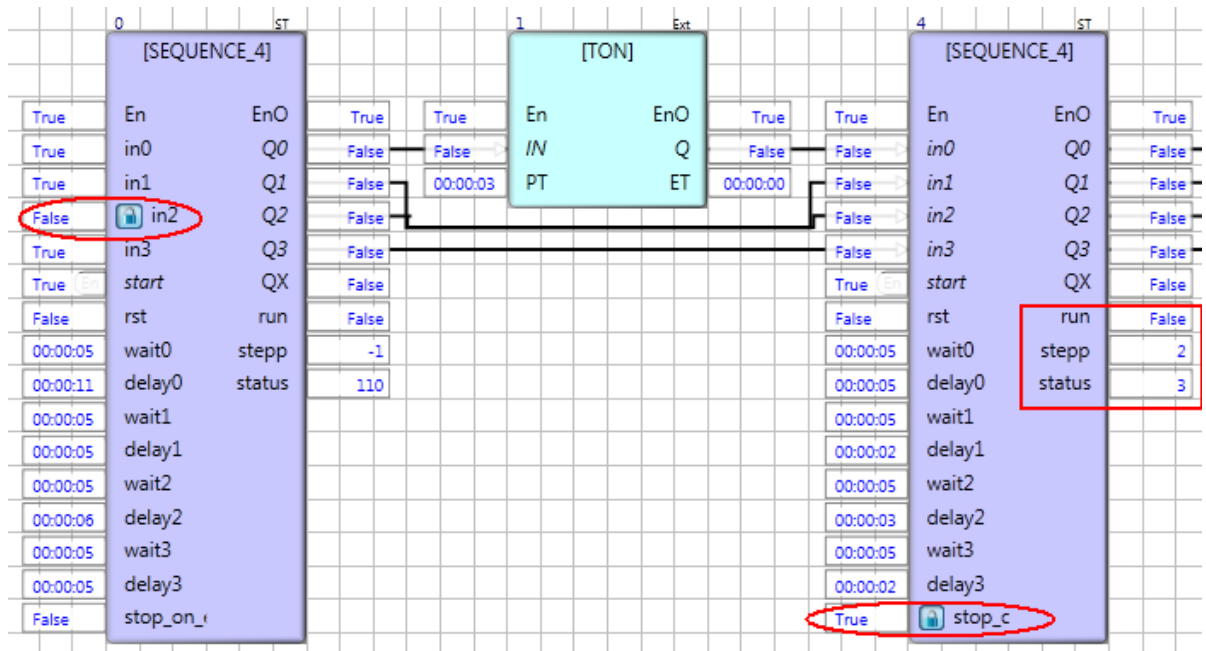 0 ST 1 Ext 4 ST
[SEQUENCE_4] [TON] [SEQUENCE_4]
True En EnO True True En EnO True True En EnO True
True in0 Q0 False False IN Q False False in0 Q0 False
True in1 Q1 False 00:00:03 PT ET 00:00:00 False in1 Q1 False
False in2 Q2 False False in2 Q2 False
True in3 Q3 False False in3 Q3 False
True En start QX False True En start QX False
False rst run False False rst run False
00:00:05 wait0 stepp -1 00:00:05 wait0 stepp 2
00:00:11 delay0 status 110 00:00:05 delay0 status 3
00:00:05 wait1 00:00:05 wait1
00:00:05 delay1 00:00:02 delay1
00:00:05 wait2 00:00:05 wait2
00:00:06 delay2 00:00:03 delay2
00:00:05 wait3 00:00:05 wait3
00:00:05 delay3 00:00:02 delay3
False stop_on_ True stop_c